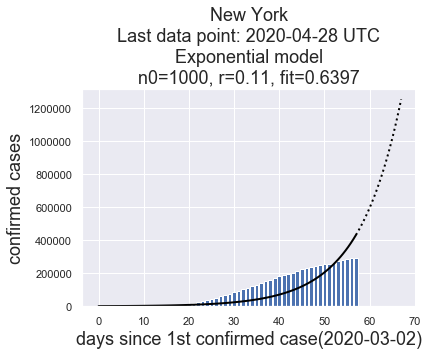 New York
Last data point: 2020-04-28 UTC
Exponential model
n0=1000, r=0.11, fit=0.6397
confirmed cases
1200000
1000000
800000
600000
400000
200000
0
0 10 20 30 40 50 60 70
days since 1st confirmed case(2020-03-02)